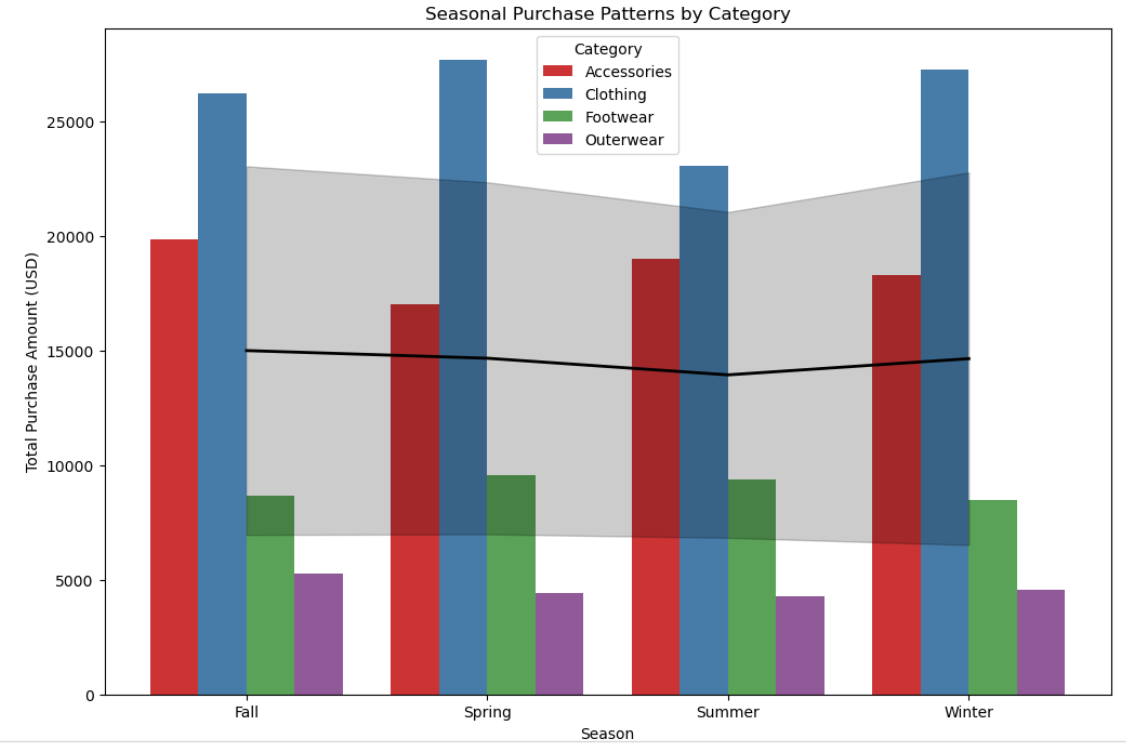 Seasonal Purchase Patterns by Category
Category
Accessories
Clothing
Footwear
Outerwear
Total Purchase Amount (USD)
25000
20000
15000
10000
5000
0
Fall
Spring
Summer
Winter
Season